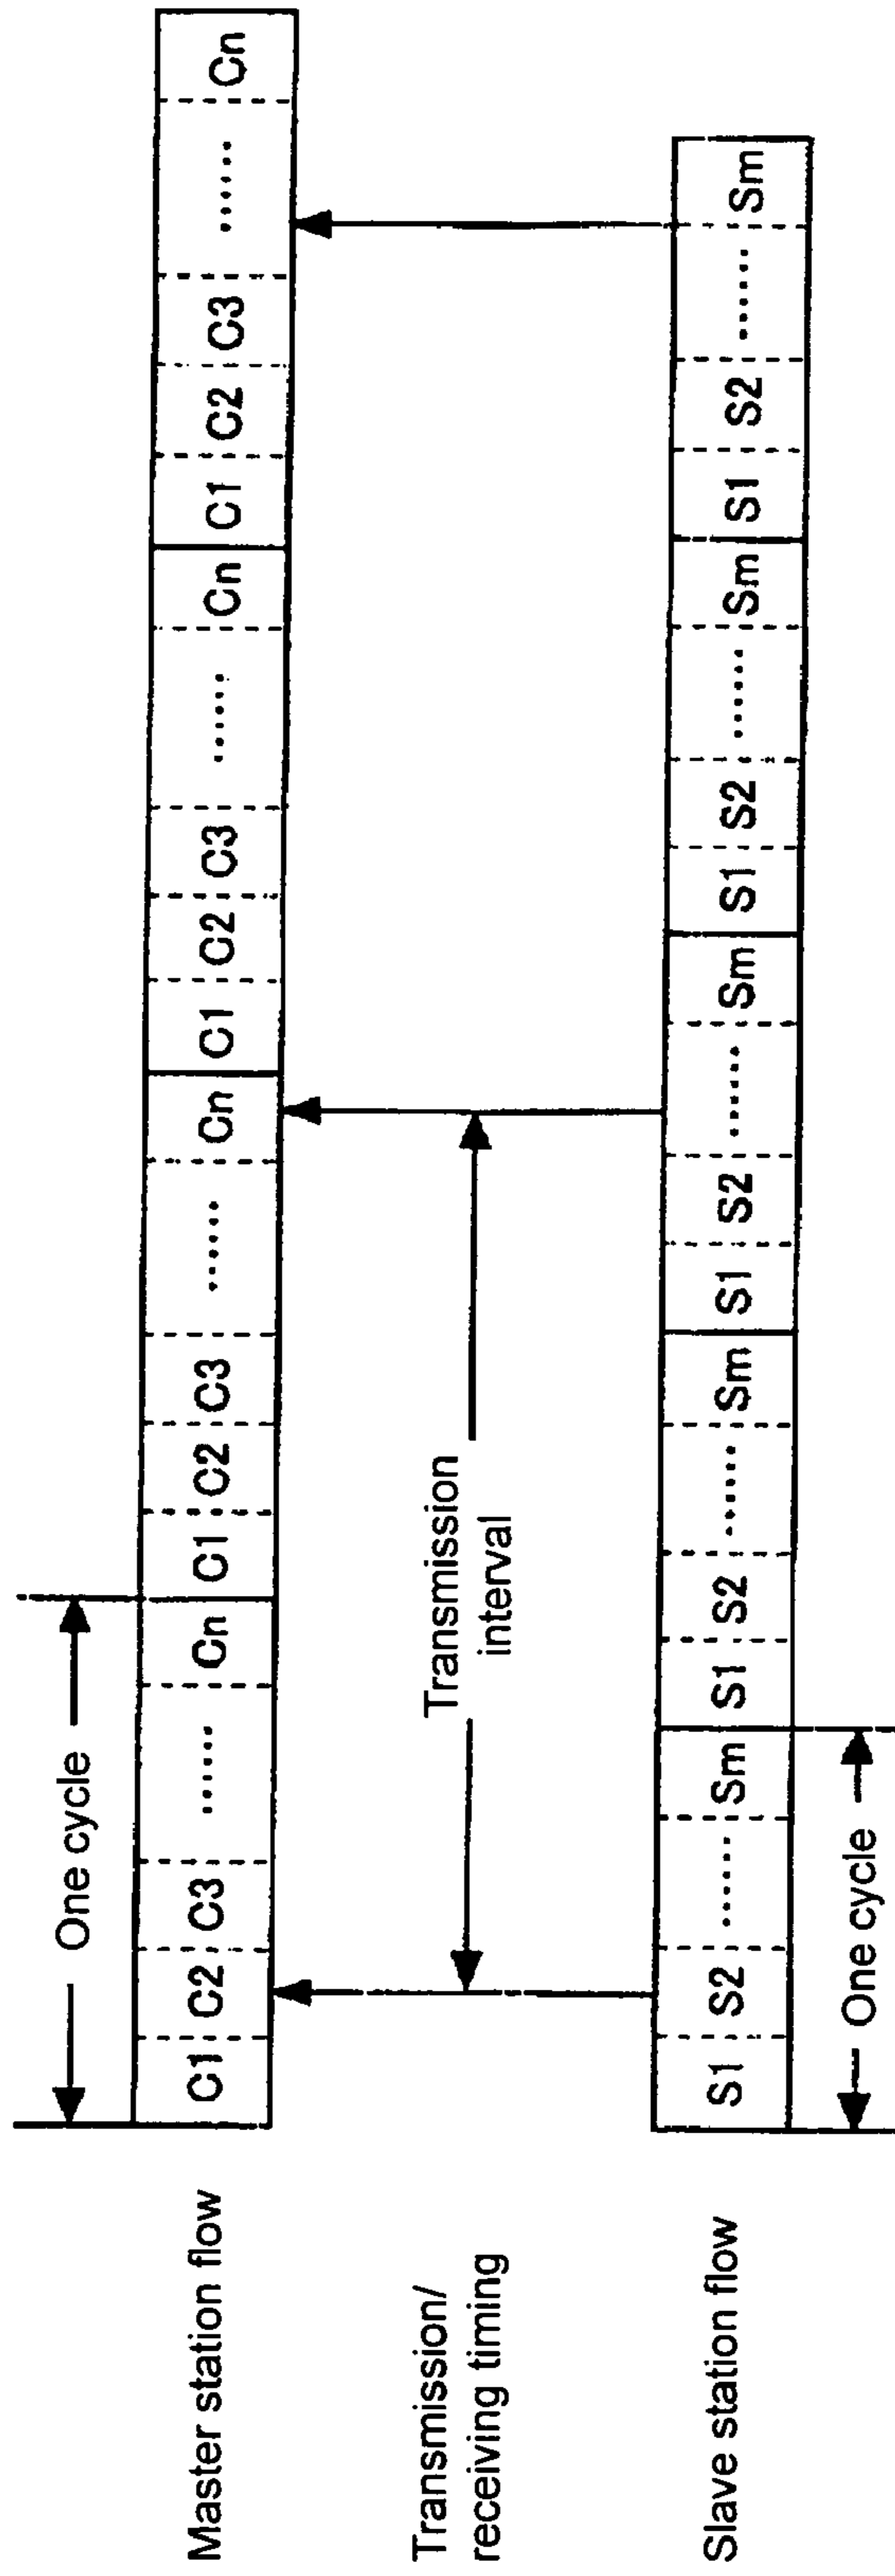 One cycle
Master station flow C1 C2 C3 ...... Cn C1 C2 C3 ...... Cn C1 C2 C3 ...... Cn C1 C2 C3 ...... Cn
Transmission/
receiving timing
Transmission
interval
Slave station flow S1 S2 ...... Sm S1 S2 ...... Sm S1 S2 ...... Sm S1 S2 ...... Sm S1 S2 ...... Sm
One cycle